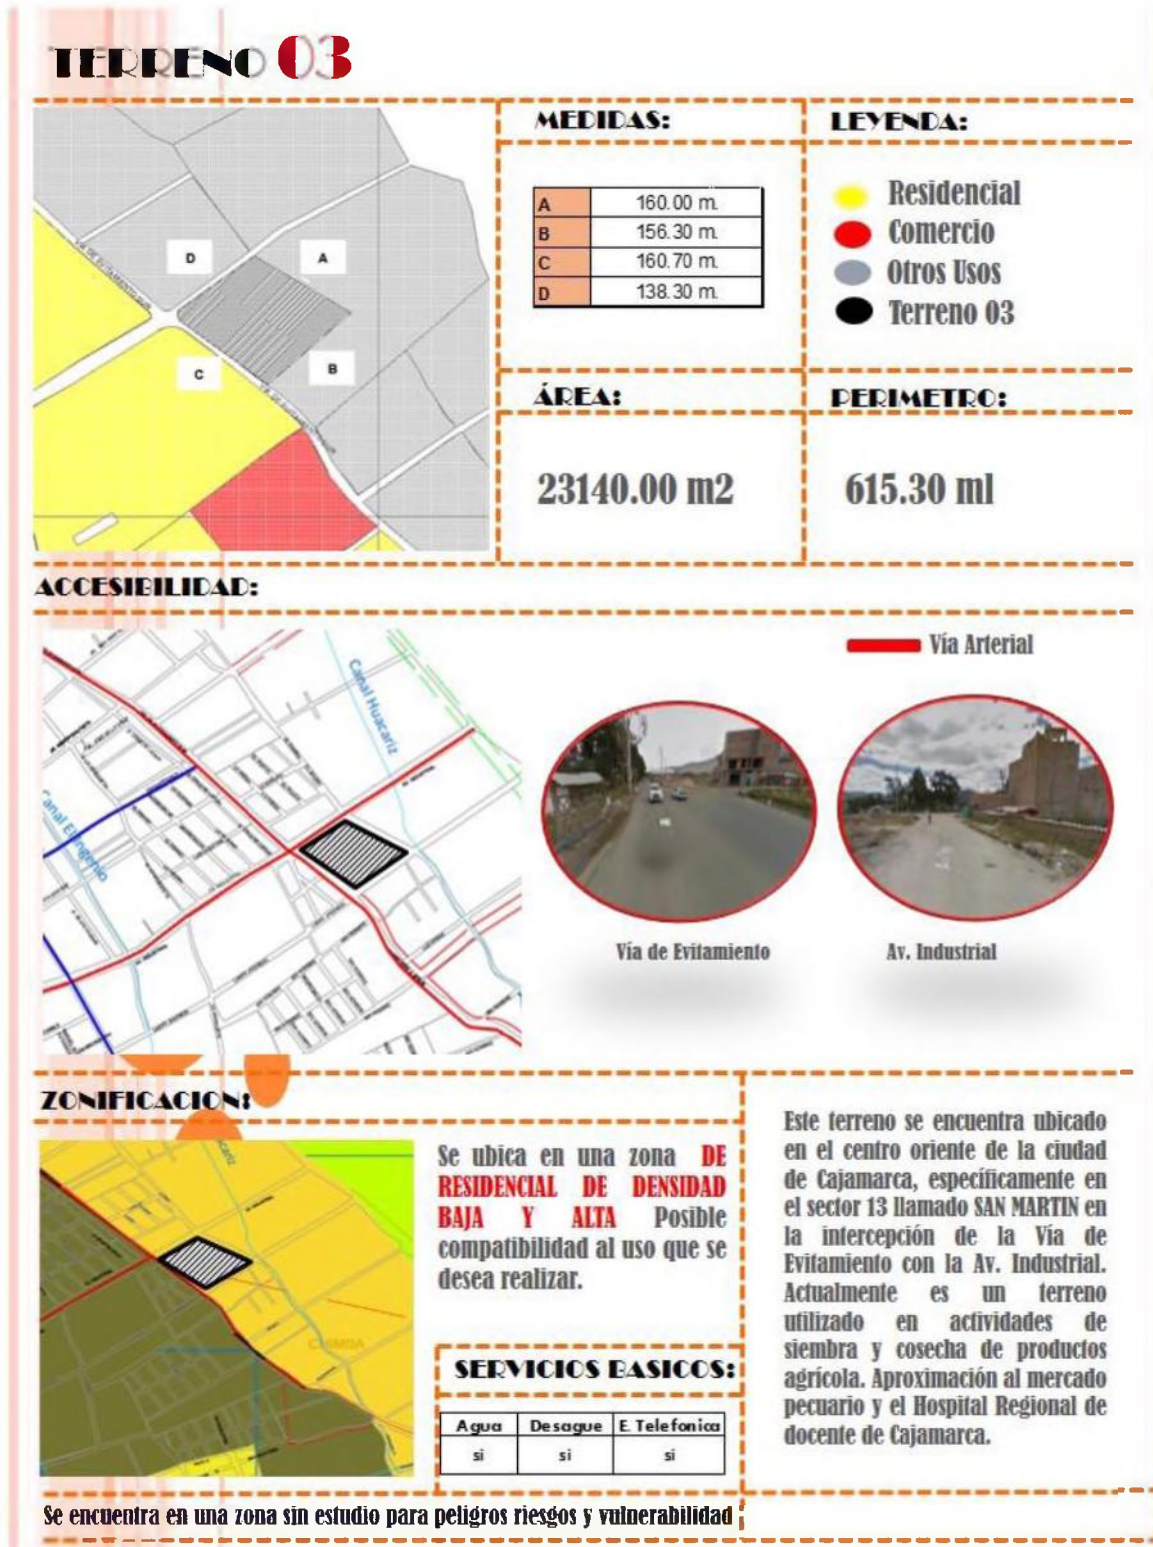 TERRENO 03
MEDIDAS:
LEYENDA:
D
A
C
B
VIA DE EVITAMIENTO SUR
A 160.00 m.
B 156.30 m.
C 160.70 m.
D 138.30 m.
Residencial
Comercio
Otros Usos
Terreno 03
ÁREA:
PERIMETRO:
23140.00 m2
615.30 ml
ACCESIBILIDAD:
Canal Huacariz
Vía Arterial
Vía de Evitamiento
Av. Industrial
ZONIFICACION:
Se ubica en una zona DE
RESIDENCIAL DE DENSIDAD
BAJA Y ALTA Posible
compatibilidad al uso que se
desea realizar.
SERVICIOS BASICOS:
Agua Desague E. Telefonica
si si si
Este terreno se encuentra ubicado
en el centro oriente de la ciudad
de Cajamarca, específicamente en
el sector 13 llamado SAN MARTIN en
la intercepción de la Vía de
Evitamiento con la Av. Industrial.
Actualmente es un terreno
utilizado en actividades de
siembra y cosecha de productos
agrícola. Aproximación al mercado
pecuario y el Hospital Regional de
docente de Cajamarca.
Se encuentra en una zona sin estudio para peligros riesgos y vulnerabilidad